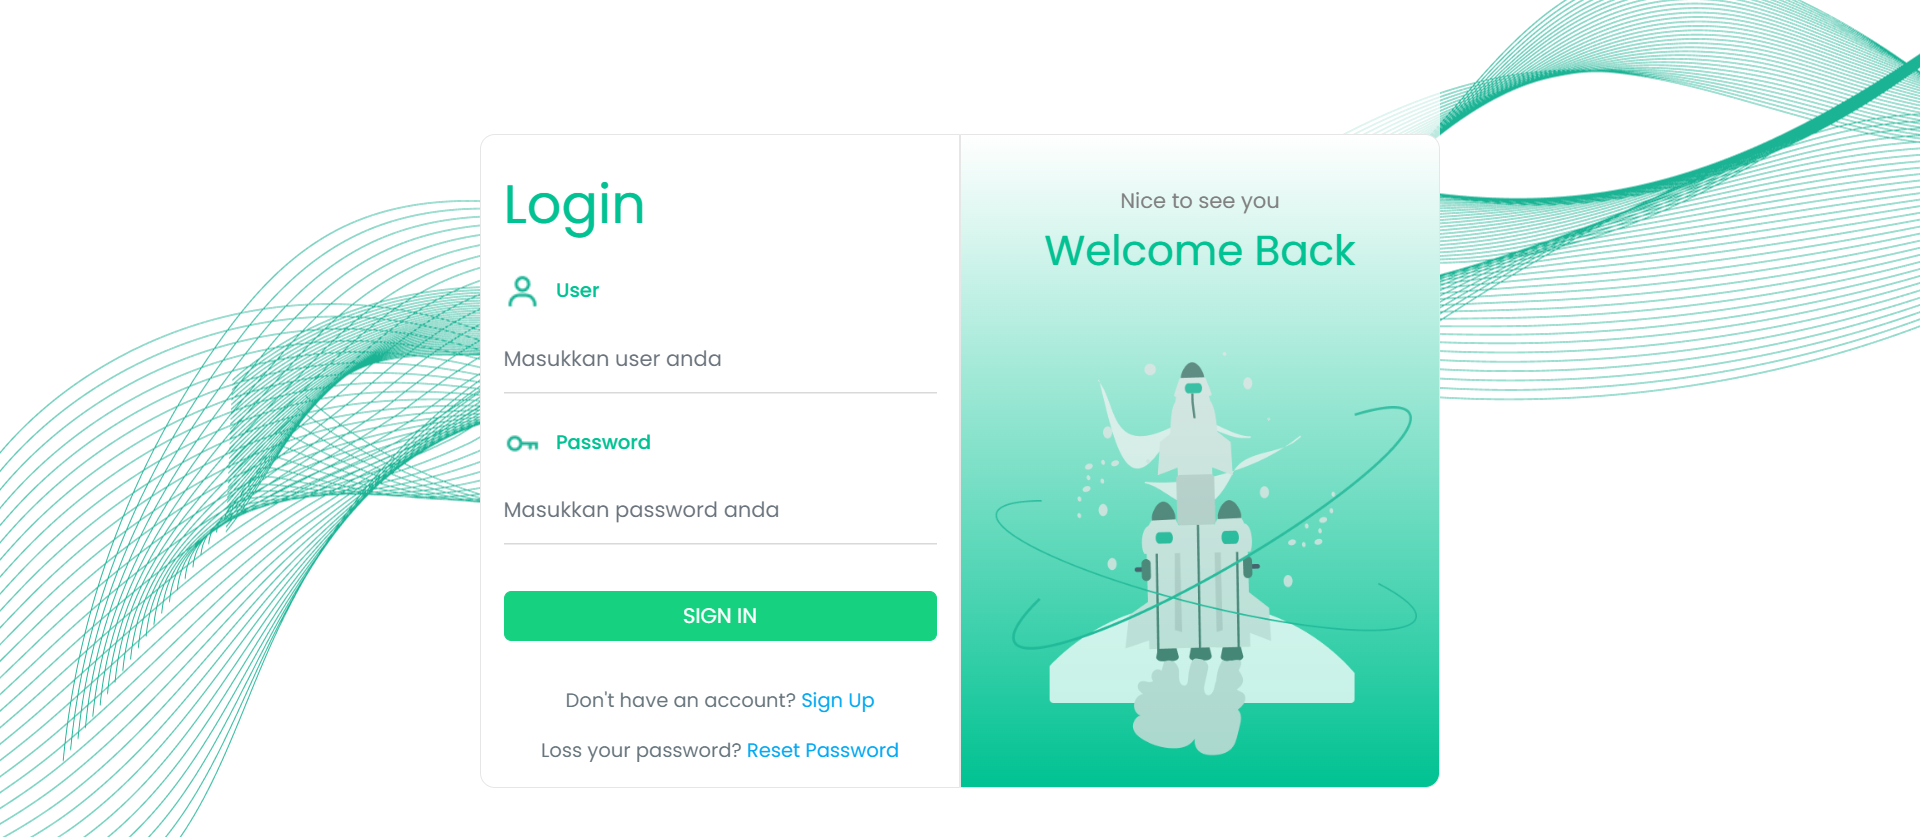 Login
User
Masukkan user anda
Password
Masukkan password anda
SIGN IN
Don't have an account? Sign Up
Loss your password? Reset Password
Nice to see you
Welcome Back